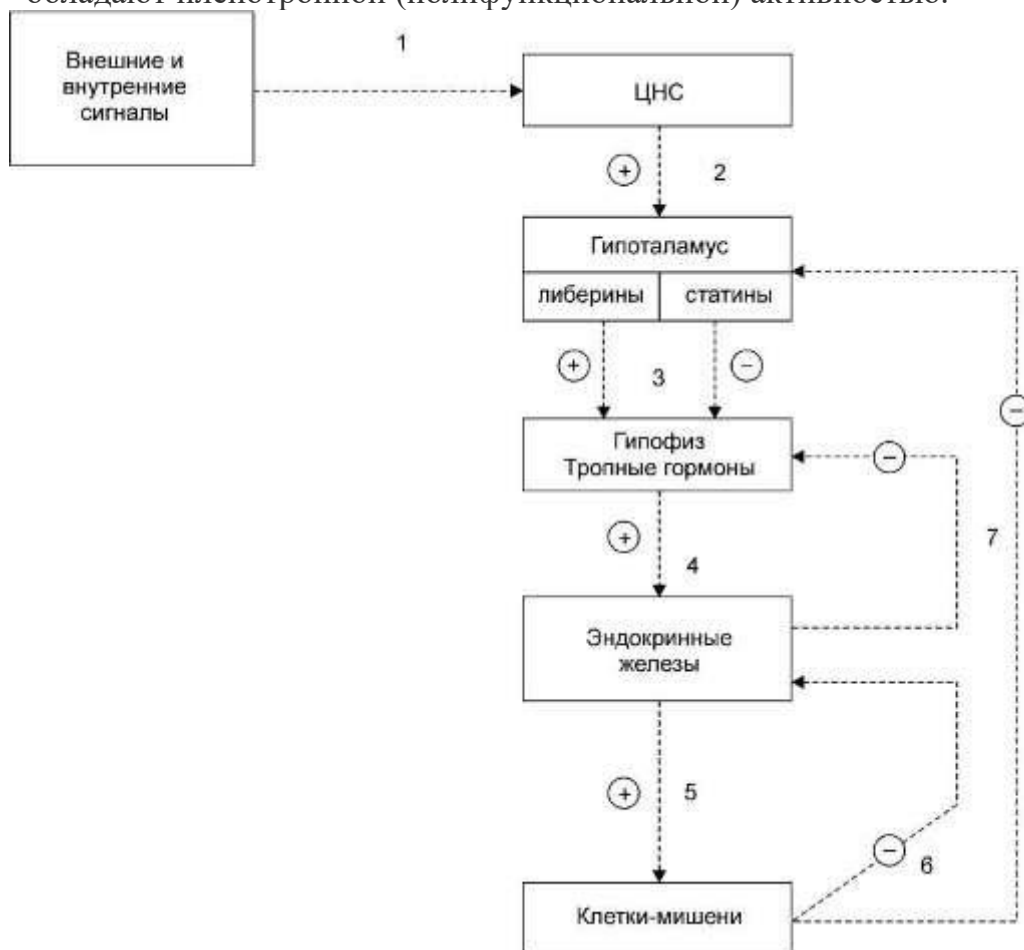 обладают плейотропной (полифункциональной) активностью.
1
Внешние и
внутренние
сигналы
ЦНС
+
2
Гипоталамус
либерины
статины
+
3
−
−
Гипофиз
Тропные гормоны
−
+
4
7
Эндокринные
железы
+
5
−
6
Клетки-мишени